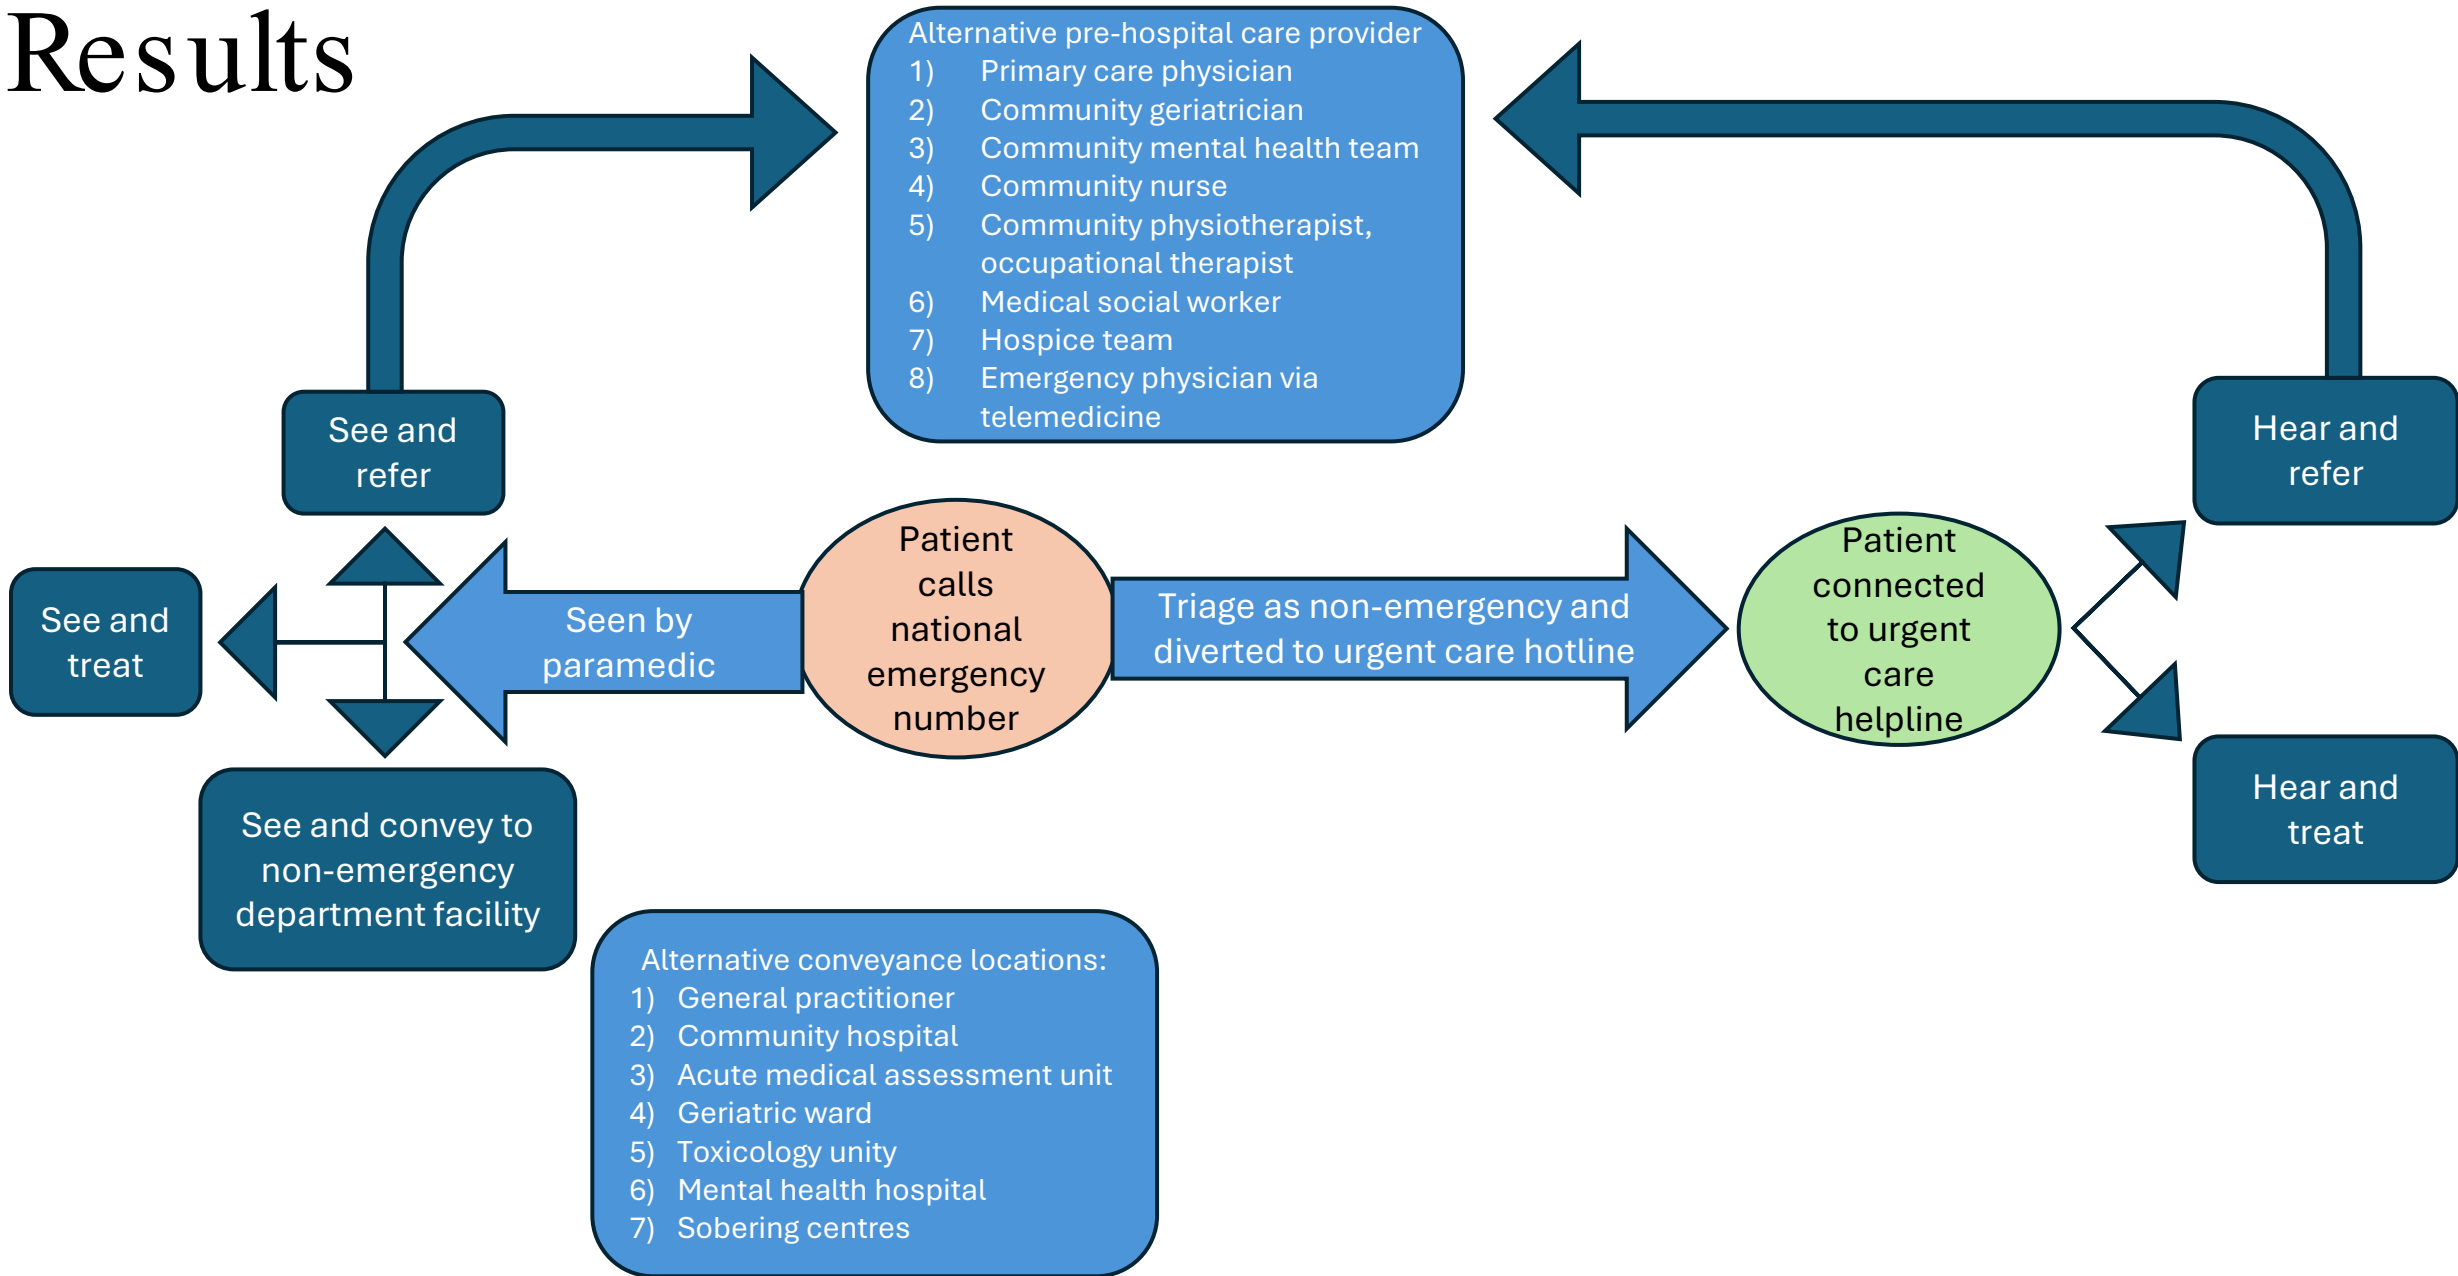 Results
Alternative pre-hospital care provider
1) Primary care physician
2) Community geriatrician
3) Community mental health team
4) Community nurse
5) Community physiotherapist,
occupational therapist
6) Medical social worker
7) Hospice team
8) Emergency physician via
telemedicine
See and
refer
Hear and
refer
See and
treat
Seen by
paramedic
Patient
calls
national
emergency
number
Triage as non-emergency and
diverted to urgent care hotline
Patient
connected
to urgent
care
helpline
Hear and
treat
See and convey to
non-emergency
department facility
Alternative conveyance locations:
1) General practitioner
2) Community hospital
3) Acute medical assessment unit
4) Geriatric ward
5) Toxicology unity
6) Mental health hospital
7) Sobering centres